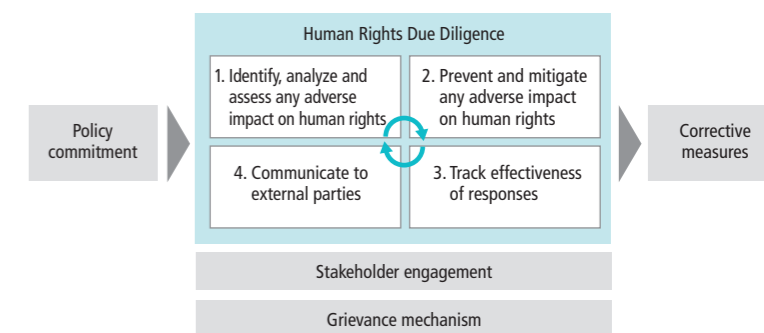 Human Rights Due Diligence
1. Identify, analyze and
assess any adverse
impact on human rights
2. Prevent and mitigate
any adverse impact
on human rights
Policy
commitment
Corrective
measures
4. Communicate to
external parties
3. Track effectiveness
of responses
Stakeholder engagement
Grievance mechanism